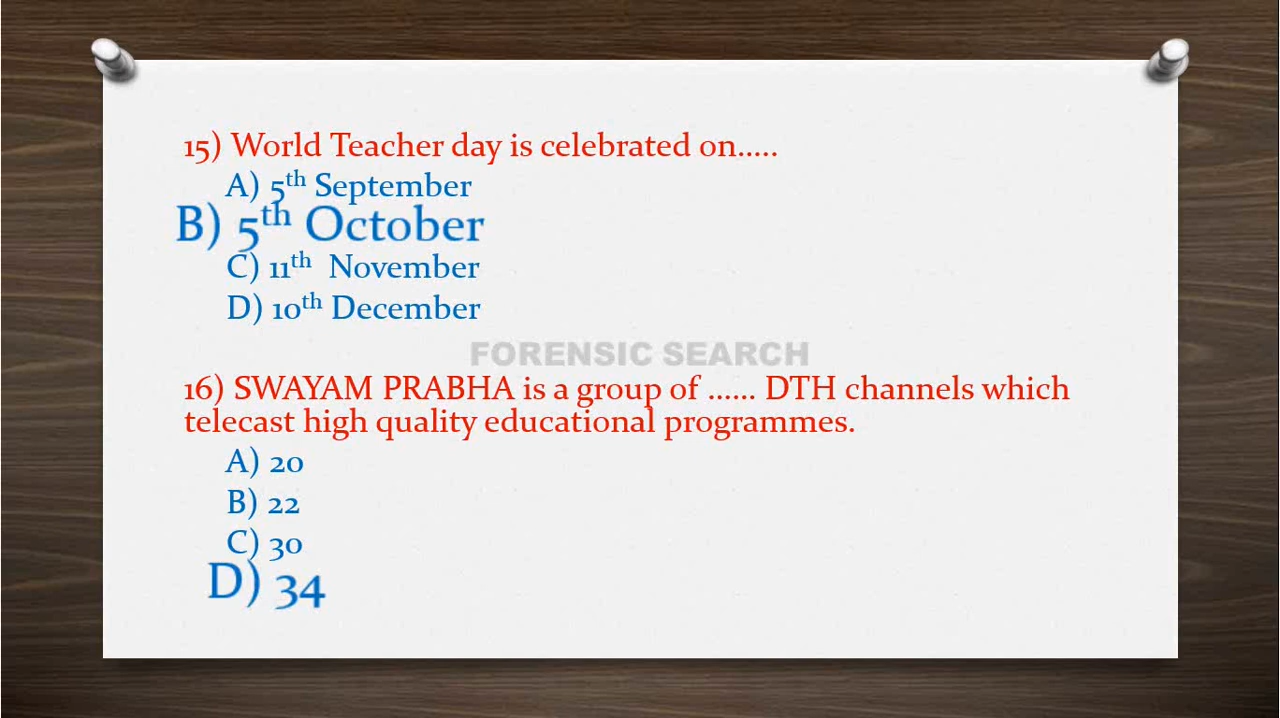 15) World Teacher day is celebrated on.....
A) 5th September
B) 5th October
C) 11th November
D) 10th December
FORENSIC SEARCH
16) SWAYAM PRABHA is a group of ...... DTH channels which
telecast high quality educational programmes.
A) 20
B) 22
C) 30
D) 34